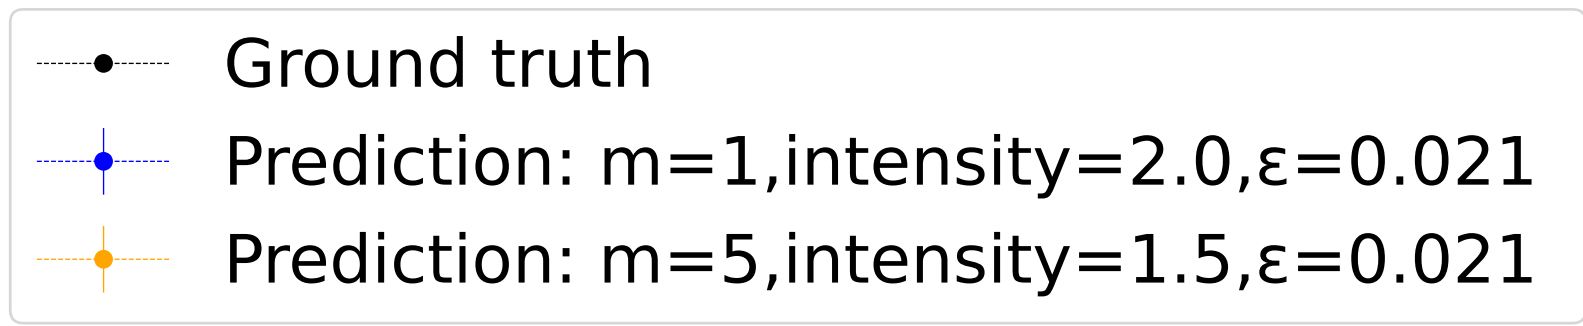 Ground truth
Prediction: m=1,intensity=2.0,ε=0.021
Prediction: m=5,intensity=1.5,ε=0.021